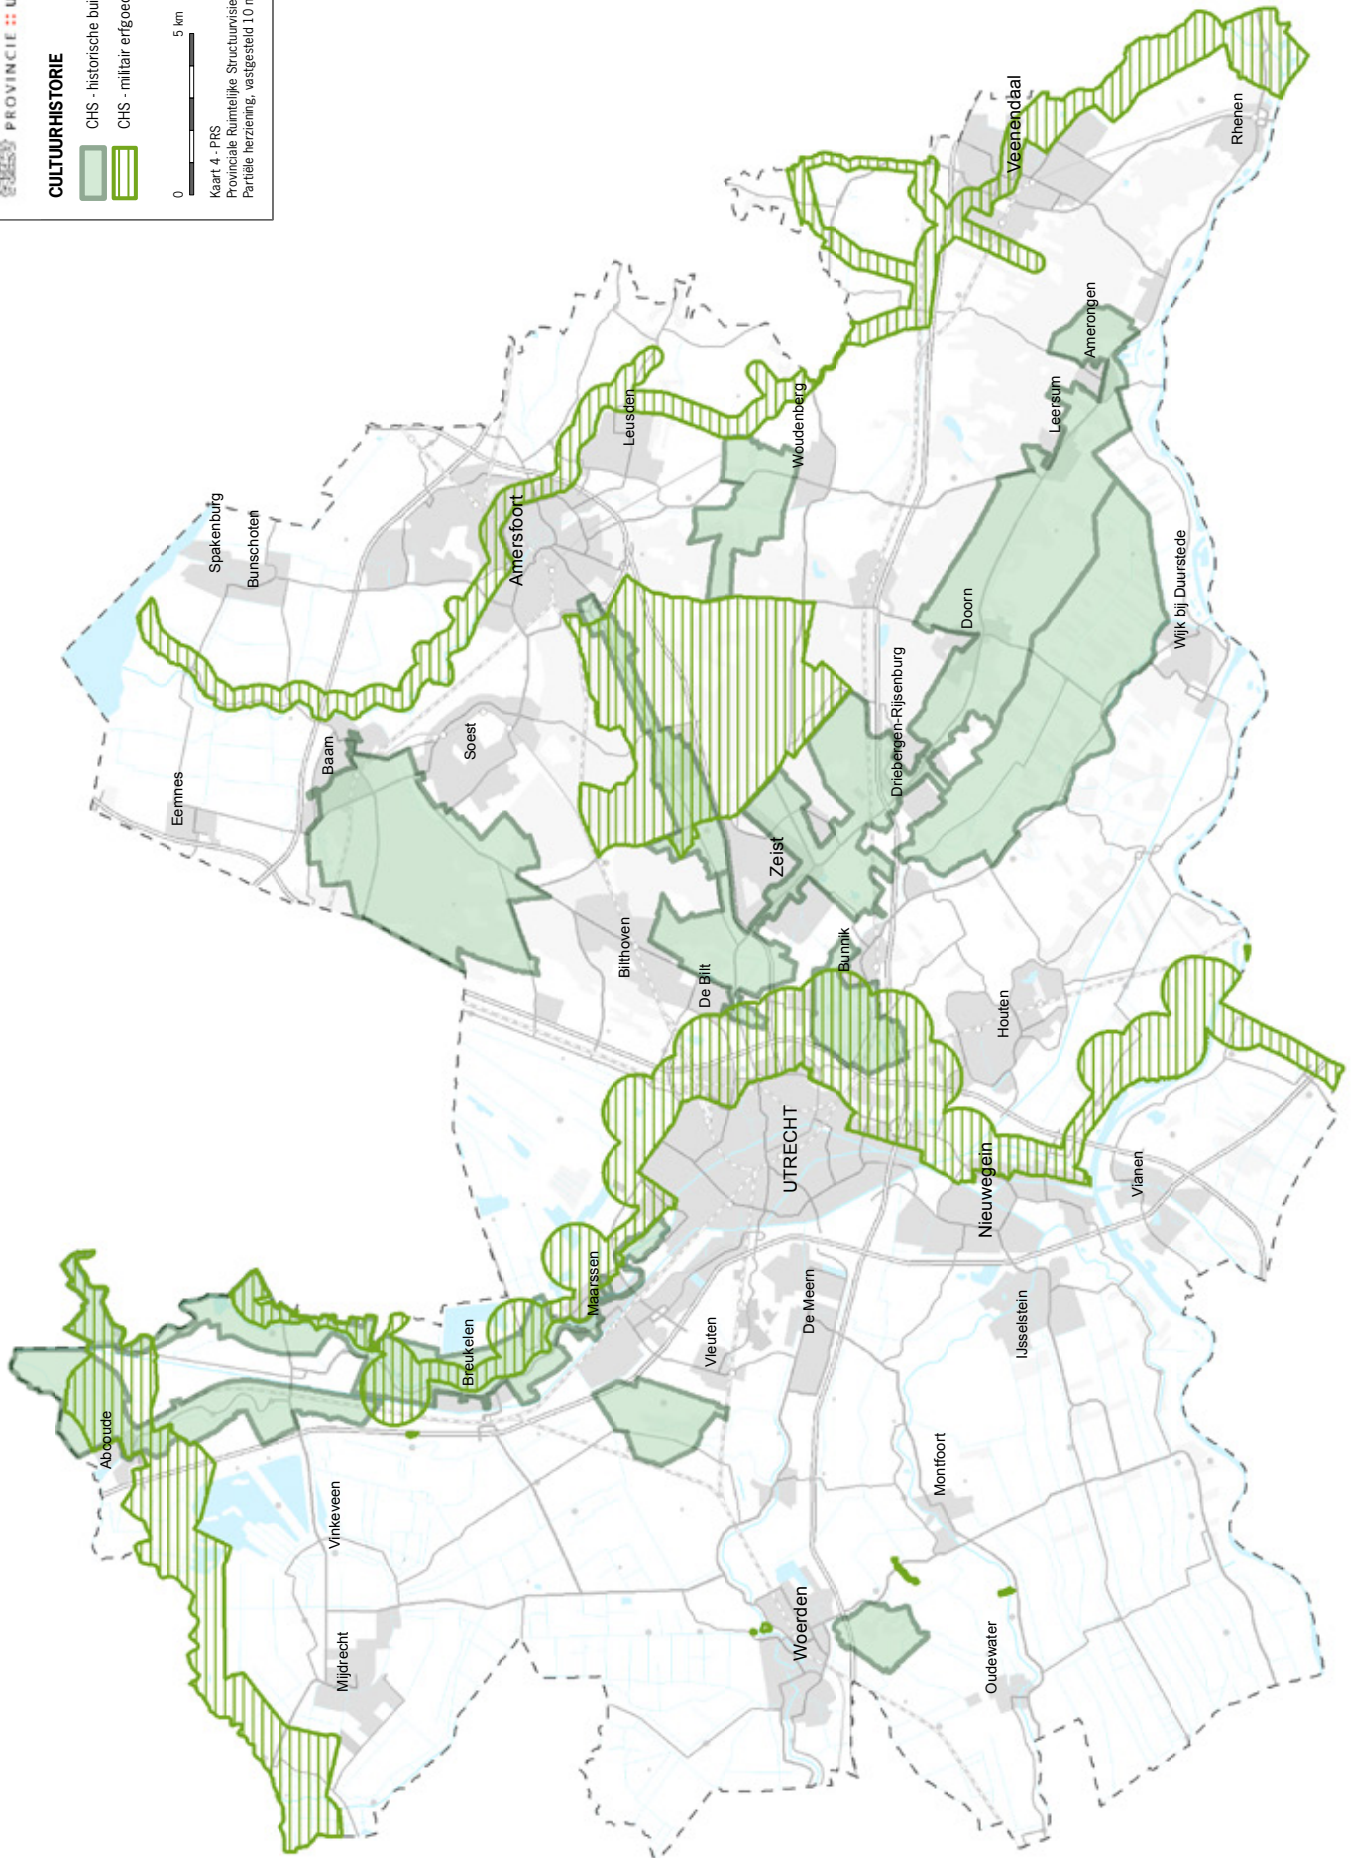 PROVINCIE :: U
CULTUURHISTORIE
CHS - historische bui
CHS - militair erfgoed
0 5 km
Kaart 4 - PRS
Provinciale Ruimtelijke Structuurvisie
Partiële herziening, vastgesteld 10 m
Spakenburg
Bunschoten
Eemnes
Baarn
Soest
Amersfoort
Leusden
Woudenberg
Veenendaal
Rhenen
Amerongen
Leersum
Doorn
Wijk bij Duurstede
Driebergen-Rijsenburg
Zeist
Bilthoven
De Bilt
Bunnik
Houten
UTRECHT
Nieuwegein
Vianen
Maarssen
Breukelen
Vleuten
De Meern
IJsselstein
Abcoude
Vinkeveen
Mijdrecht
Montfoort
Woerden
Oudewater